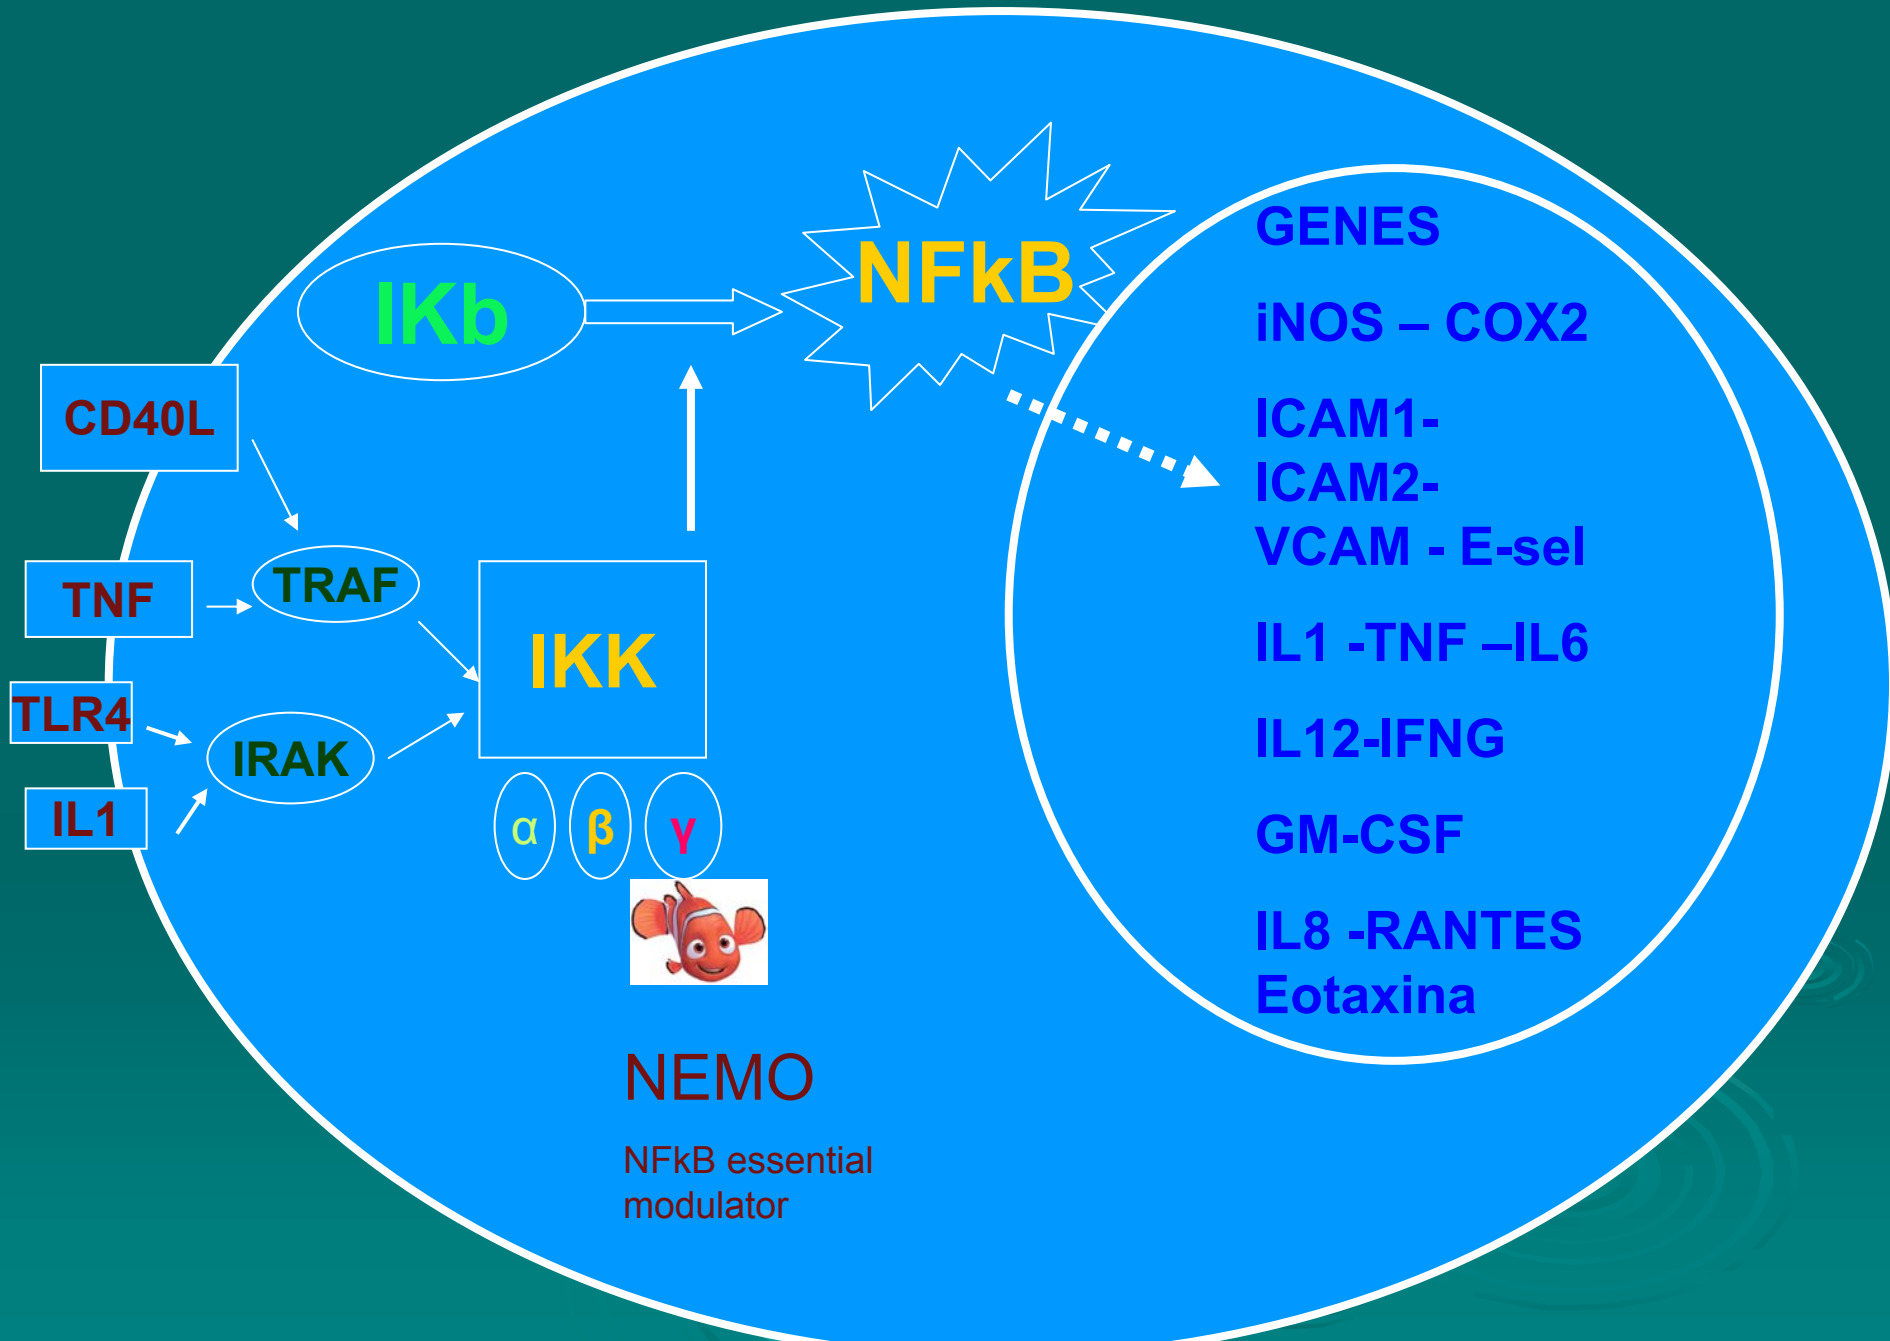 IKb
NFkB
CD40L
TNF
TLR4
IL1
TRAF
IRAK
IKK
α
β
γ
NEMO
NFkB essential
modulator
GENES
iNOS – COX2
ICAM1-
ICAM2-
VCAM - E-sel
IL1 -TNF –IL6
IL12-IFNG
GM-CSF
IL8 -RANTES
Eotaxina